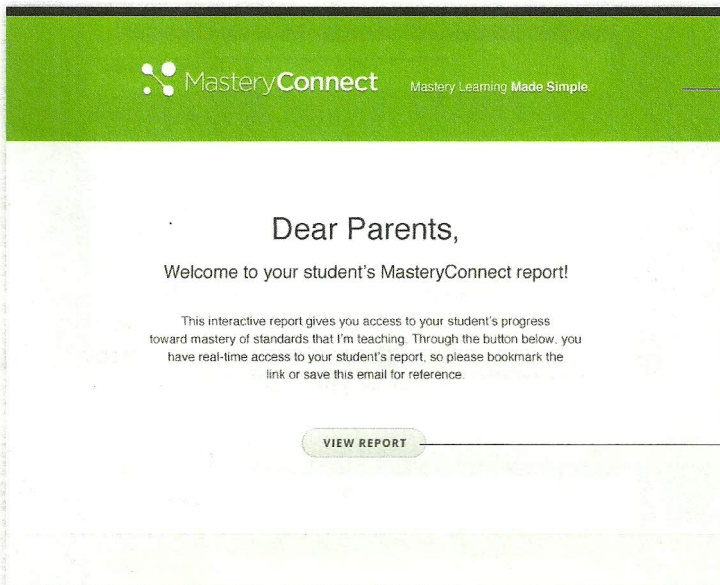 MasteryConnect Mastery Learning Made Simple.
Dear Parents,
Welcome to your student's MasteryConnect report!
This interactive report gives you access to your student's progress
toward mastery of standards that I'm teaching. Through the button below, you
have real-time access to your student's report, so please bookmark the
link or save this email for reference.
VIEW REPORT